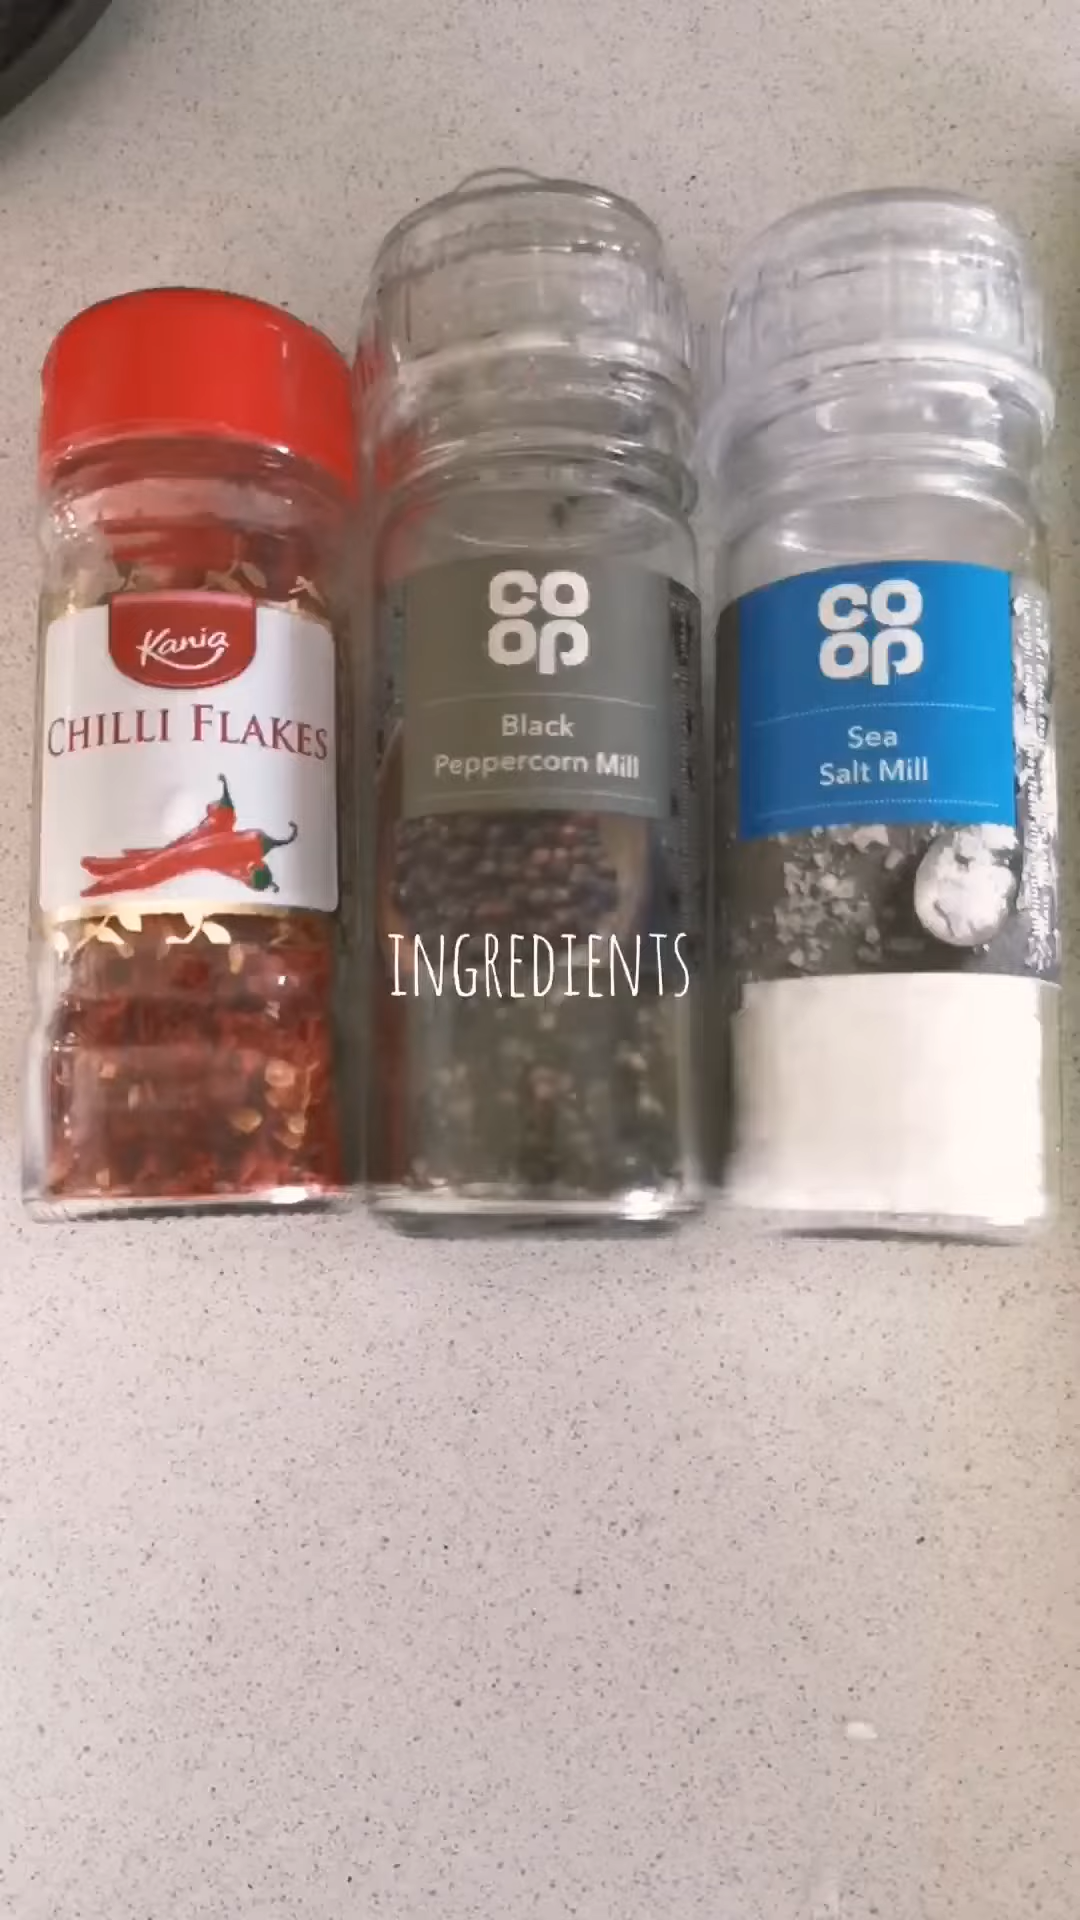 Kania
CHILLI FLAKES
CO
OP
Black
Peppercorn Mill
CO
OP
Sea
Salt Mill
INGREDIENTS